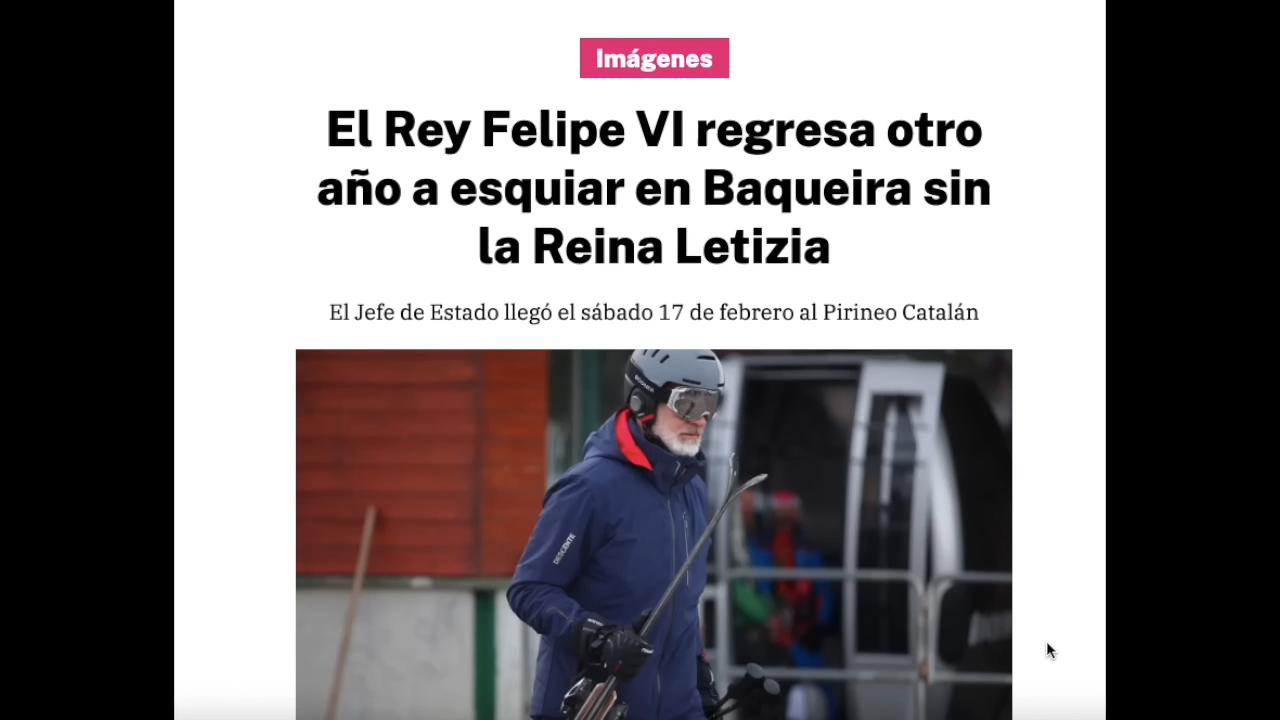 Imágenes
El Rey Felipe VI regresa otro
año a esquiar en Baqueira sin
la Reina Letizia
El Jefe de Estado llegó el sábado 17 de febrero al Pirineo Catalán
DESCENTE